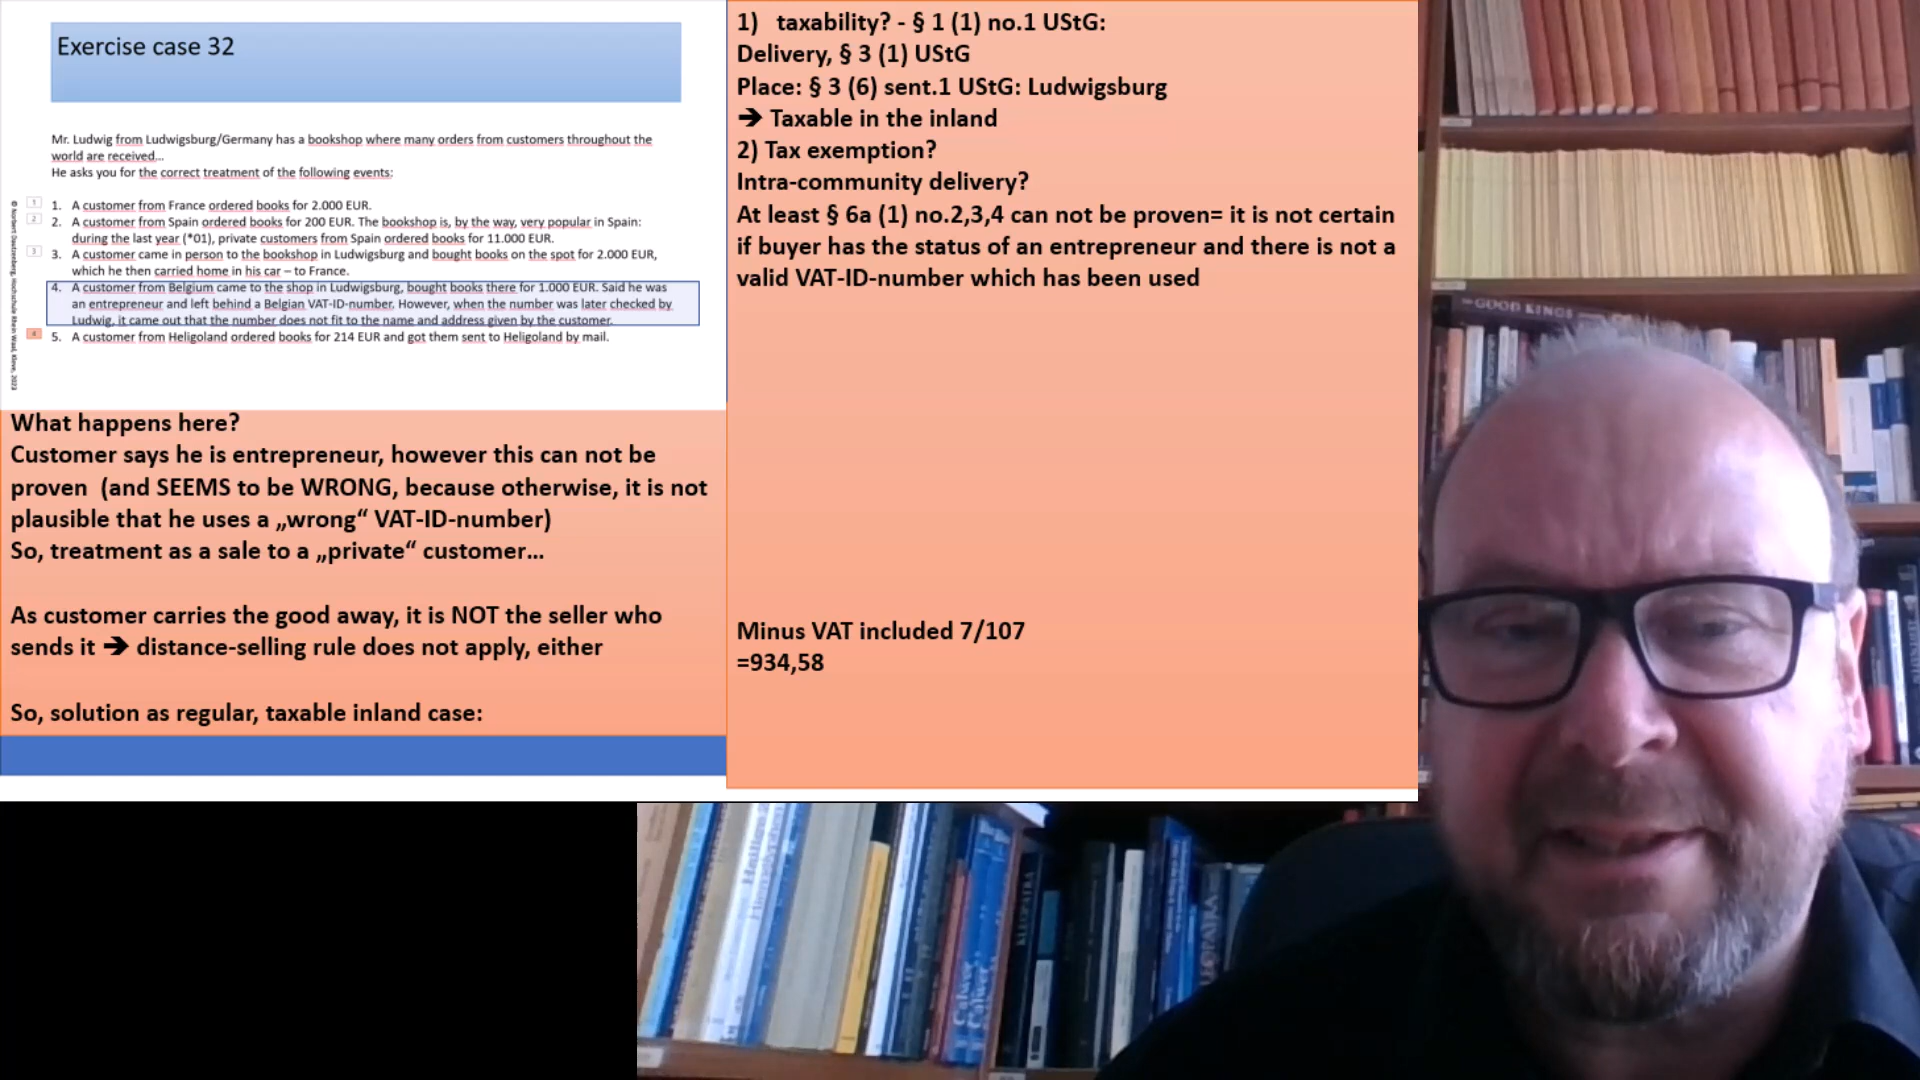 Exercise case 32
Mr. Ludwig from Ludwigsburg/Germany has a bookshop where many orders from customers throughout the
world are received...
He asks you for the correct treatment of the following events:
1. A customer from France ordered books for 2.000 EUR.
2. A customer from Spain ordered books for 200 EUR. The bookshop is, by the way, very popular in Spain:
during the last year (*01), private customers from Spain ordered books for 11.000 EUR.
3. A customer came in person to the bookshop in Ludwigsburg and bought books on the spot for 2.000 EUR,
which he then carried home in his car – to France.
4. A customer from Belgium came to the shop in Ludwigsburg, bought books there for 1.000 EUR. Said he was
an entrepreneur and left behind a Belgian VAT-ID-number. However, when the number was later checked by
Ludwig, it came out that the number does not fit to the name and address given by the customer.
5. A customer from Heligoland ordered books for 214 EUR and got them sent to Heligoland by mail.
1
2
3
4
What happens here?
Customer says he is entrepreneur, however this can not be
proven (and SEEMS to be WRONG, because otherwise, it is not
plausible that he uses a „wrong“ VAT-ID-number)
So, treatment as a sale to a „private“ customer...
As customer carries the good away, it is NOT the seller who
sends it ➔ distance-selling rule does not apply, either
So, solution as regular, taxable inland case:
1) taxability? - § 1 (1) no.1 UStG:
Delivery, § 3 (1) UStG
Place: § 3 (6) sent.1 UStG: Ludwigsburg
➔ Taxable in the inland
2) Tax exemption?
Intra-community delivery?
At least § 6a (1) no.2,3,4 can not be proven= it is not certain
if buyer has the status of an entrepreneur and there is not a
valid VAT-ID-number which has been used
Minus VAT included 7/107
=934,58
GOOD KINGS
KLEOPATRA